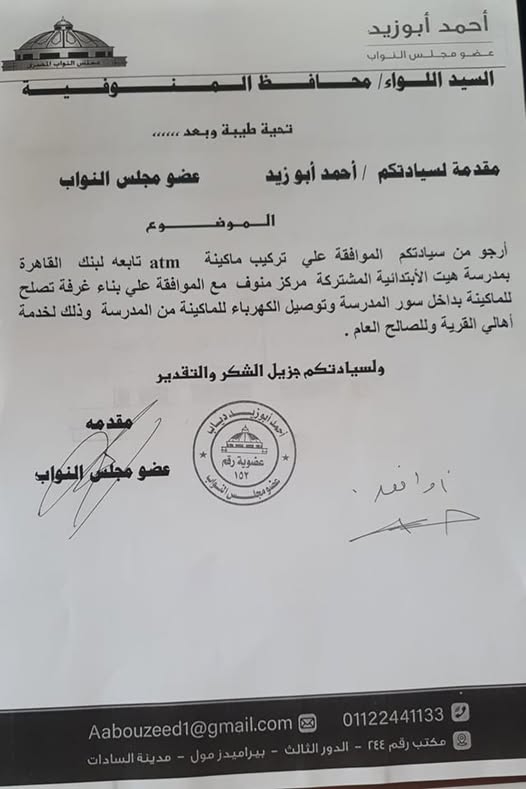 أحمد أبوزيد
عضو مجلس النواب
مجلس النواب المصرى
السيد اللواء/ محافظ المنوفية
تحية طيبة وبعد ,,,,,,
مقدمة لسيادتكم / أحمد أبو زيد عضو مجلس النواب
الموضوع
أرجو من سيادتكم الموافقة علي تركيب ماكينة atm تابعه لبنك القاهرة
بمدرسة هيت الأبتدائية المشتركة مركز منوف مع الموافقة علي بناء غرفة تصلح
للماكينة بداخل سور المدرسة وتوصيل الكهرباء للماكينة من المدرسة وذلك لخدمة
أهالي القرية وللصالح العام .
ولسيادتكم جزيل الشكر والتقدير
مقدمه
عضو مجلس النواب
أحمد أبوزيد دياب
عضوية رقم
١٥٢
عضو مجلس النواب
أوافق
01122441133
Aabouzeed1@gmail.com
مكتب رقم ٢٤٤ - الدور الثالث - بيراميدز مول - مدينة السادات